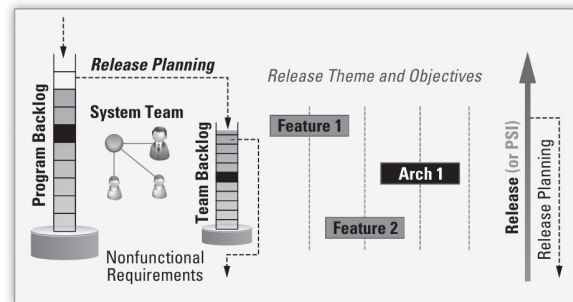 Release Planning
Program Backlog
System Team
Team Backlog
Nonfunctional
Requirements
Release Theme and Objectives
Feature 1
Arch 1
Feature 2
Release (or PSI)
Release Planning